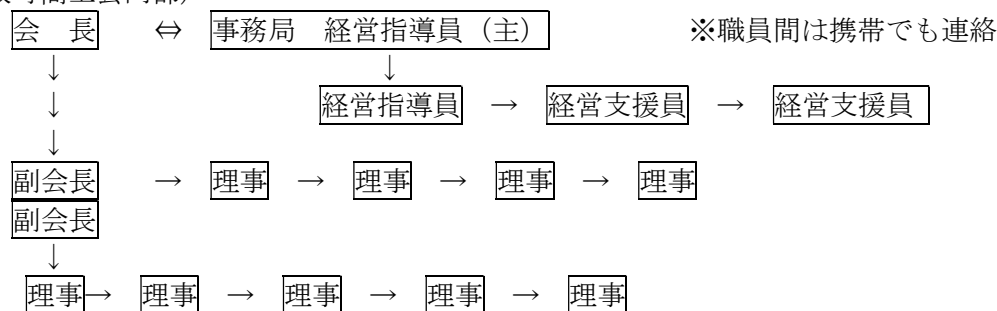 会　長　⇔　事務局　経営指導員（主）　※職員間は携帯でも連絡
↓　↓
↓　経営指導員　→　経営支援員　→　経営支援員
↓
副会長　→　理事　→　理事　→　理事　→　理事
副会長
↓
理事→　理事　→　理事　→　理事　→　理事